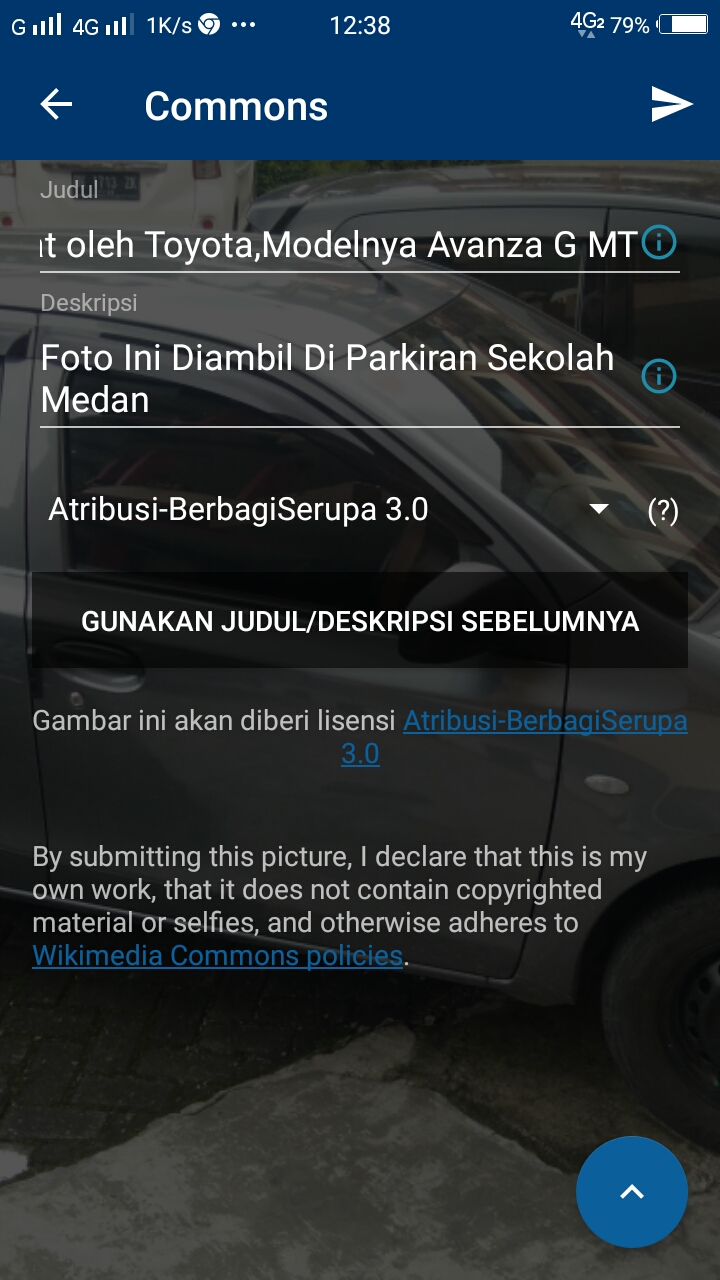 G 4G 1K/s 12:38 4G2 79%
Commons
Judul
t oleh Toyota,Modelnya Avanza G MT
Deskripsi
Foto Ini Diambil Di Parkiran Sekolah
Medan
Atribusi-BerbagiSerupa 3.0 (?)
GUNAKAN JUDUL/DESKRIPSI SEBELUMNYA
Gambar ini akan diberi lisensi Atribusi-BerbagiSerupa
3.0
By submitting this picture, I declare that this is my
own work, that it does not contain copyrighted
material or selfies, and otherwise adheres to
Wikimedia Commons policies.